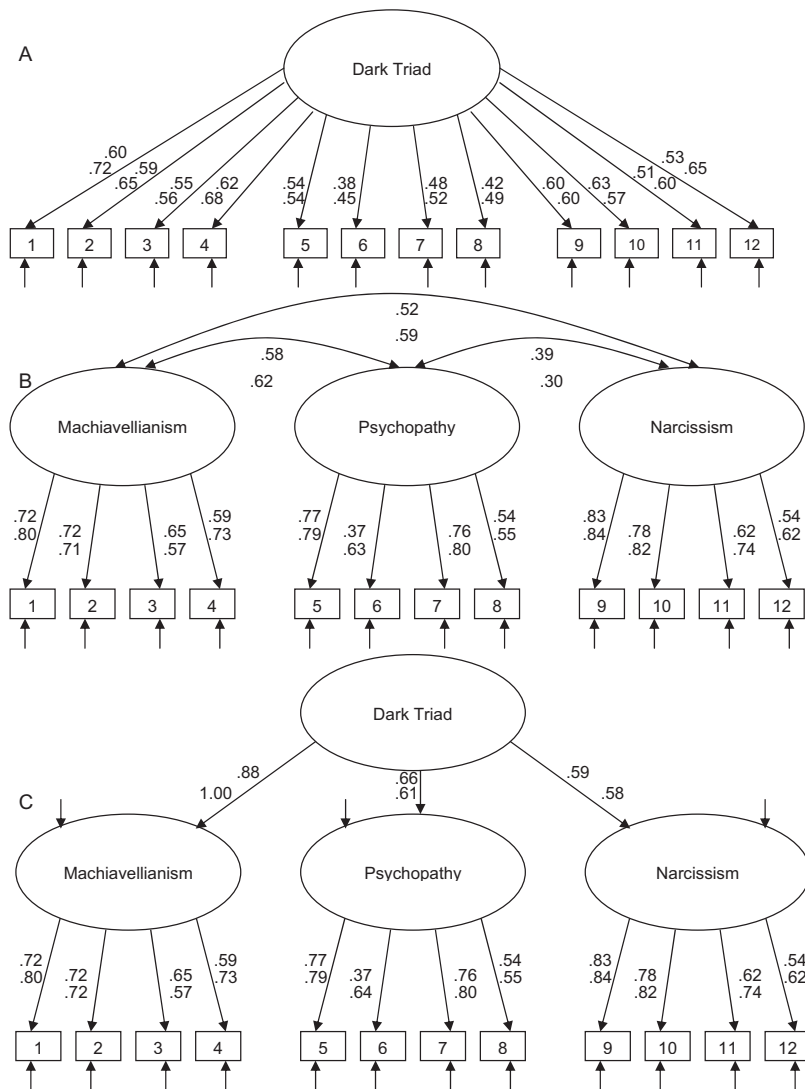 A
Dark Triad
.60 .59 .55 .62 .54 .38 .48 .42 .60 .63 .51 .53
.72 .65 .56 .68 .54 .45 .52 .49 .60 .57 .60 .65
1 2 3 4 5 6 7 8 9 10 11 12
.52
.59
.58 .39
.62 .30
B
Machiavellianism Psychopathy Narcissism
.72 .72 .65 .59 .77 .37 .76 .54 .83 .78 .62 .54
.80 .71 .57 .73 .79 .63 .80 .55 .84 .82 .74 .62
1 2 3 4 5 6 7 8 9 10 11 12
Dark Triad
.88 .66 .59
1.00 .61 .58
C
Machiavellianism Psychopathy Narcissism
.72 .72 .65 .59 .77 .37 .76 .54 .83 .78 .62 .54
.80 .72 .57 .73 .79 .64 .80 .55 .84 .82 .74 .62
1 2 3 4 5 6 7 8 9 10 11 12